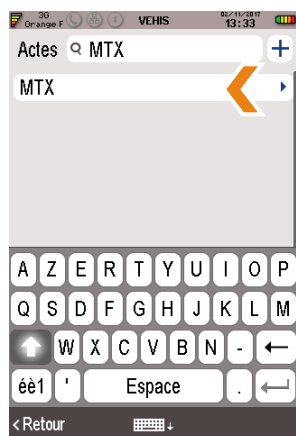 3G
Orange F VEHIS 02/11/2017
13:33
Actes MTX +
MTX
A Z E R T Y U I O P
Q S D F G H J K L M
W X C V B N - ←
éè1 ' Espace . ↵
< Retour